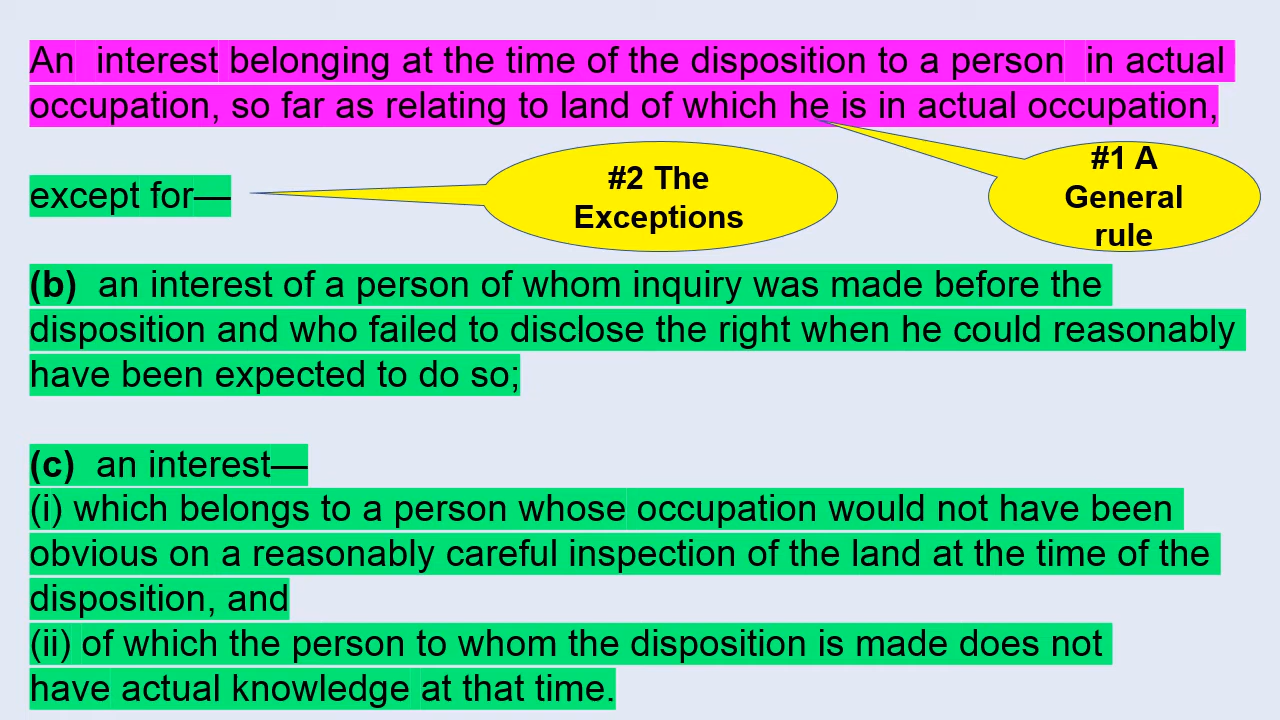 An interest belonging at the time of the disposition to a person in actual
occupation, so far as relating to land of which he is in actual occupation,
#1 A
General
rule
#2 The
Exceptions
except for—
(b) an interest of a person of whom inquiry was made before the
disposition and who failed to disclose the right when he could reasonably
have been expected to do so;
(c) an interest—
(i) which belongs to a person whose occupation would not have been
obvious on a reasonably careful inspection of the land at the time of the
disposition, and
(ii) of which the person to whom the disposition is made does not
have actual knowledge at that time.